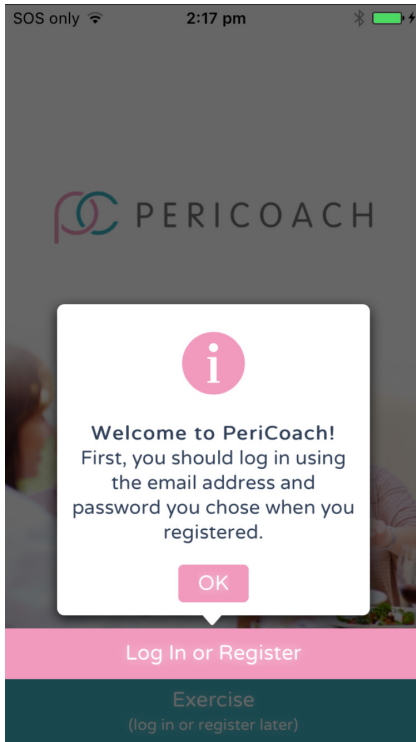 SOS only 2:17 pm
PERICOACH
Welcome to PeriCoach!
First, you should log in using
the email address and
password you chose when you
registered.
OK
Log In or Register
Exercise
(log in or register later)